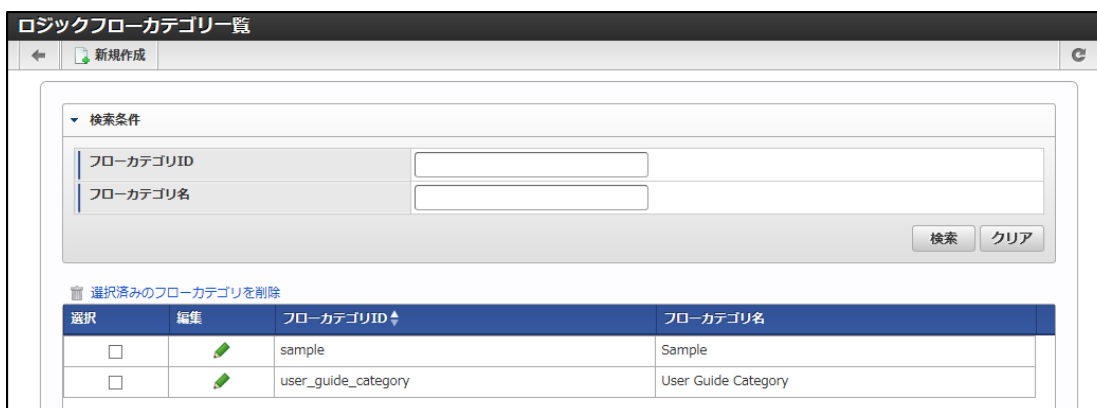 ロジックフローカテゴリ一覧
新規作成
検索条件
フローカテゴリID
フローカテゴリ名
検索 クリア
選択済みのフローカテゴリを削除
選択 編集 フローカテゴリID フローカテゴリ名
sample Sample
user_guide_category User Guide Category